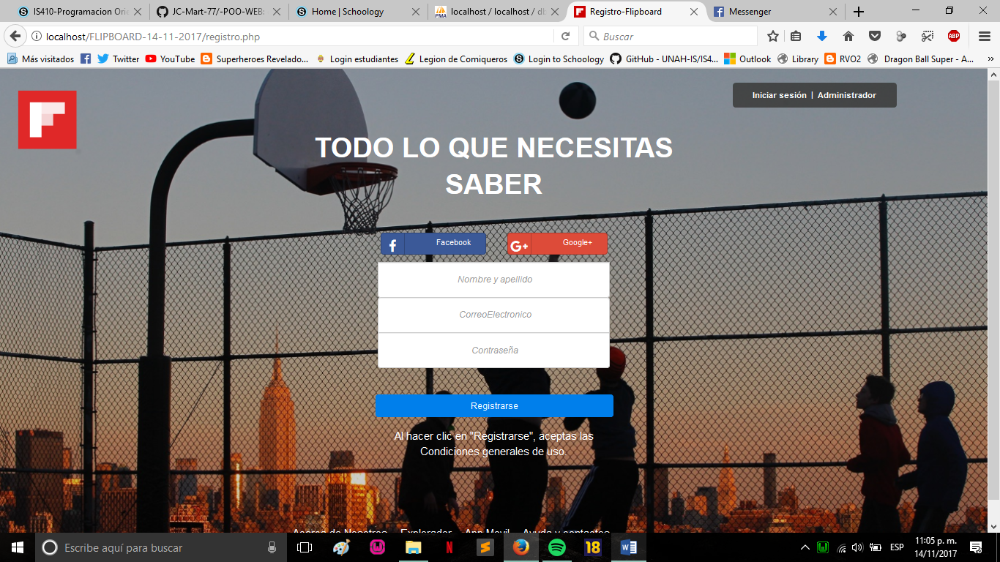 IS410-Programacion Orie
JC-Mart-77/-POO-WEB:
Home | Schoology
localhost / localhost / db
Registro-Flipboard
Messenger
localhost/FLIPBOARD-14-11-2017/registro.php
Buscar
ABP
Más visitados
Twitter
YouTube
Superheroes Revelado...
Login estudiantes
Legion de Comiqueros
Login to Schoology
GitHub - UNAH-IS/IS4...
Outlook
Library
RVO2
Dragon Ball Super - A...
Iniciar sesión | Administrador
TODO LO QUE NECESITAS
SABER
Facebook
Google+
Nombre y apellido
CorreoElectronico
Contraseña
Registrarse
Al hacer clic en "Registrarse", aceptas las
Condiciones generales de uso.
Acerca de Nosotros Explorador App Movil Ayuda y contactos
Escribe aquí para buscar
18
ESP
11:05 p. m.
14/11/2017